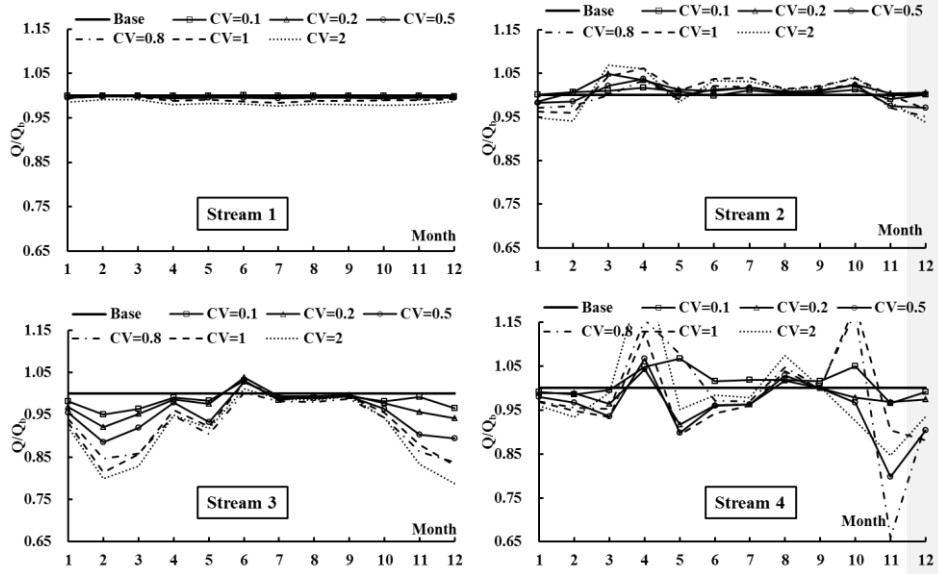 Base CV=0.1 CV=0.2 CV=0.5
CV=0.8 CV=1 CV=2
Q/Qb
1.15
1.05
0.95
0.85
0.75
0.65
Stream 1
Month
1 2 3 4 5 6 7 8 9 10 11 12
Base CV=0.1 CV=0.2 CV=0.5
CV=0.8 CV=1 CV=2
Q/Qb
1.15
1.05
0.95
0.85
0.75
0.65
Stream 2
Month
1 2 3 4 5 6 7 8 9 10 11 12
Base CV=0.1 CV=0.2 CV=0.5
CV=0.8 CV=1 CV=2
Q/Qb
1.15
1.05
0.95
0.85
0.75
0.65
Stream 3
Month
1 2 3 4 5 6 7 8 9 10 11 12
Base CV=0.1 CV=0.2 CV=0.5
CV=0.8 CV=1 CV=2
Q/Qb
1.15
1.05
0.95
0.85
0.75
0.65
Stream 4
Month
1 2 3 4 5 6 7 8 9 10 11 12